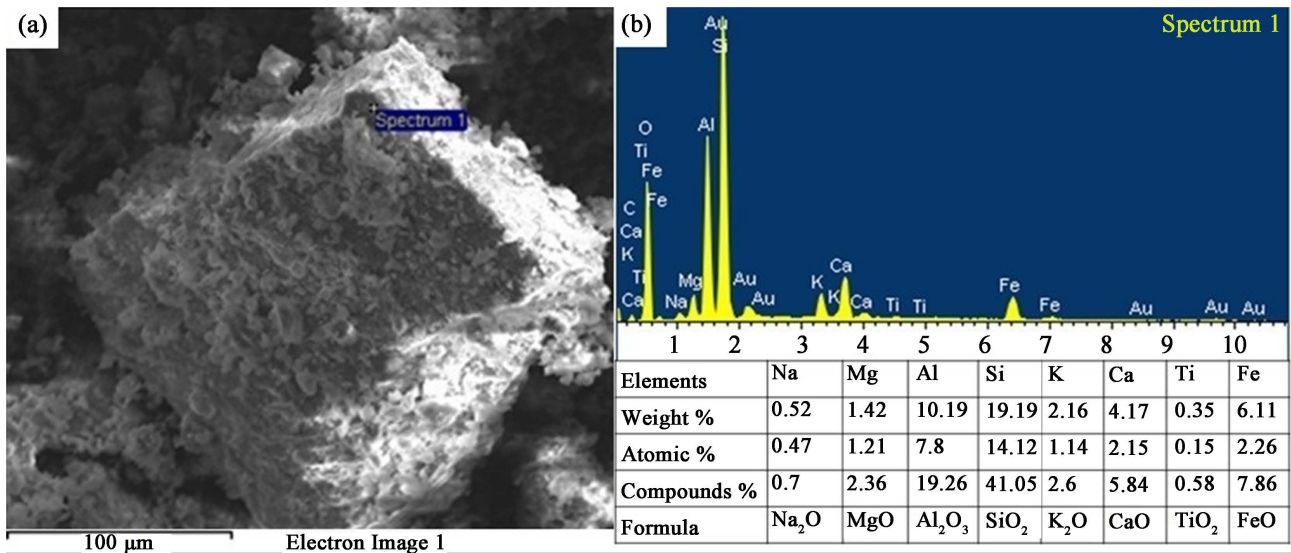 (a)
Spectrum 1
100 μm
Electron Image 1
(b)
Spectrum 1
Au
Si
Al
O
Ti
Fe
Fe
C
Ca
K
Ti
Ca
Na
Mg
Au
Au
K
K
Ca
Ca
Ti
Ti
Fe
Fe
Au
Au
Au
1 2 3 4 5 6 7 8 9 10
Elements Na Mg Al Si K Ca Ti Fe
Weight % 0.52 1.42 10.19 19.19 2.16 4.17 0.35 6.11
Atomic % 0.47 1.21 7.8 14.12 1.14 2.15 0.15 2.26
Compounds % 0.7 2.36 19.26 41.05 2.6 5.84 0.58 7.86
Formula Na₂O MgO Al₂O₃ SiO₂ K₂O CaO TiO₂ FeO